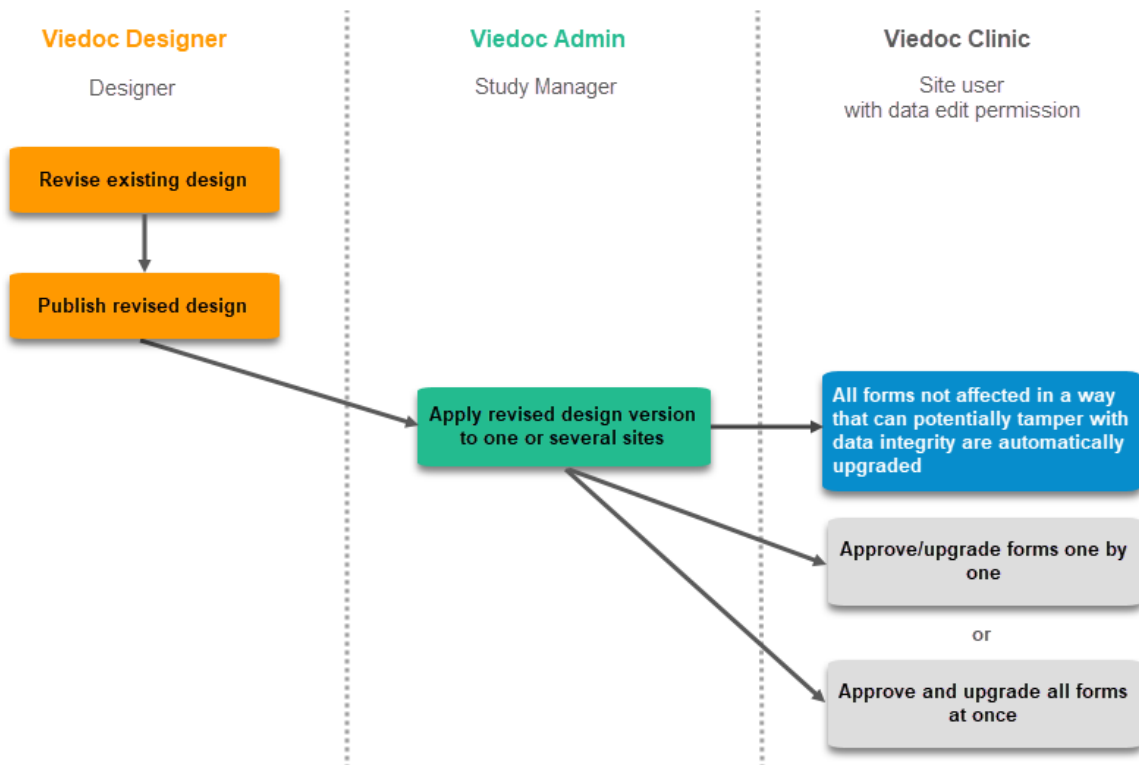 Viedoc Designer
Designer
Viedoc Admin
Study Manager
Viedoc Clinic
Site user
with data edit permission
Revise existing design
Publish revised design
Apply revised design version
to one or several sites
All forms not affected in a way
that can potentially tamper with
data integrity are automatically
upgraded
Approve/upgrade forms one by
one
or
Approve and upgrade all forms
at once